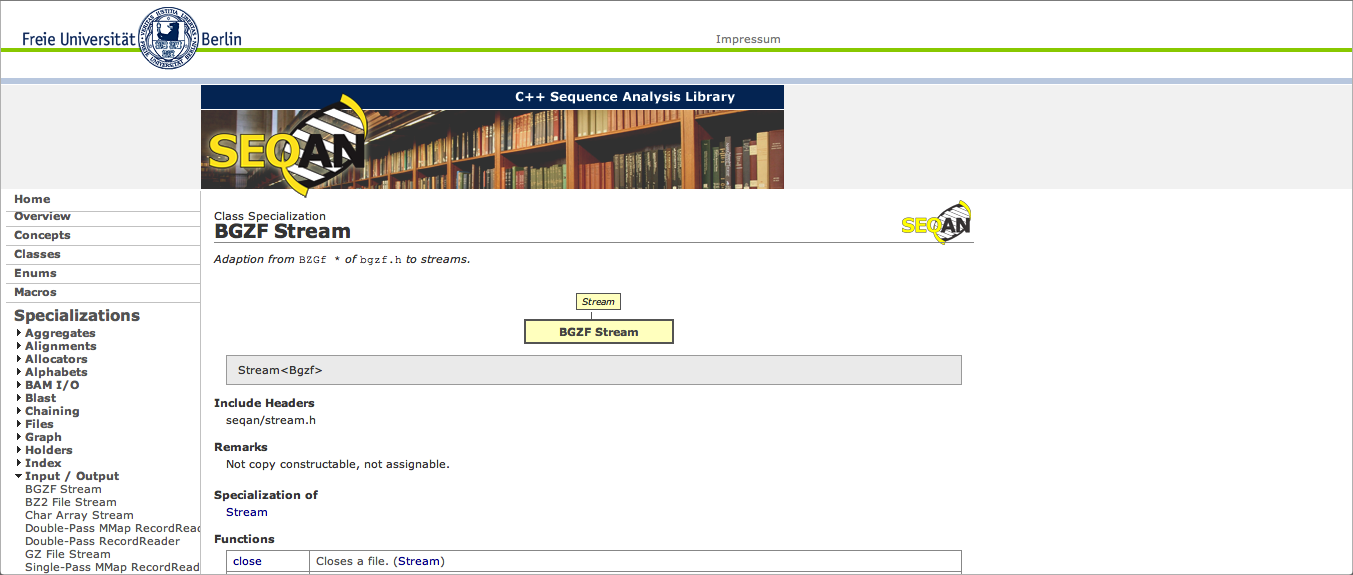 Freie Universität Berlin
Impressum
C++ Sequence Analysis Library
SEQAN
Home
Overview
Concepts
Classes
Enums
Macros
Specializations
Aggregates
Alignments
Allocators
Alphabets
BAM I/O
Blast
Chaining
Files
Graph
Holders
Index
Input / Output
BGZF Stream
BZ2 File Stream
Char Array Stream
Double-Pass MMap RecordRead
Double-Pass RecordReader
GZ File Stream
Single-Pass MMap RecordRead
Class Specialization
BGZF Stream
SEQAN
Adaption from BZGf * of bgzf.h to streams.
Stream
BGZF Stream
Stream<Bgzf>
Include Headers
seqan/stream.h
Remarks
Not copy constructable, not assignable.
Specialization of
Stream
Functions
close Closes a file. (Stream)